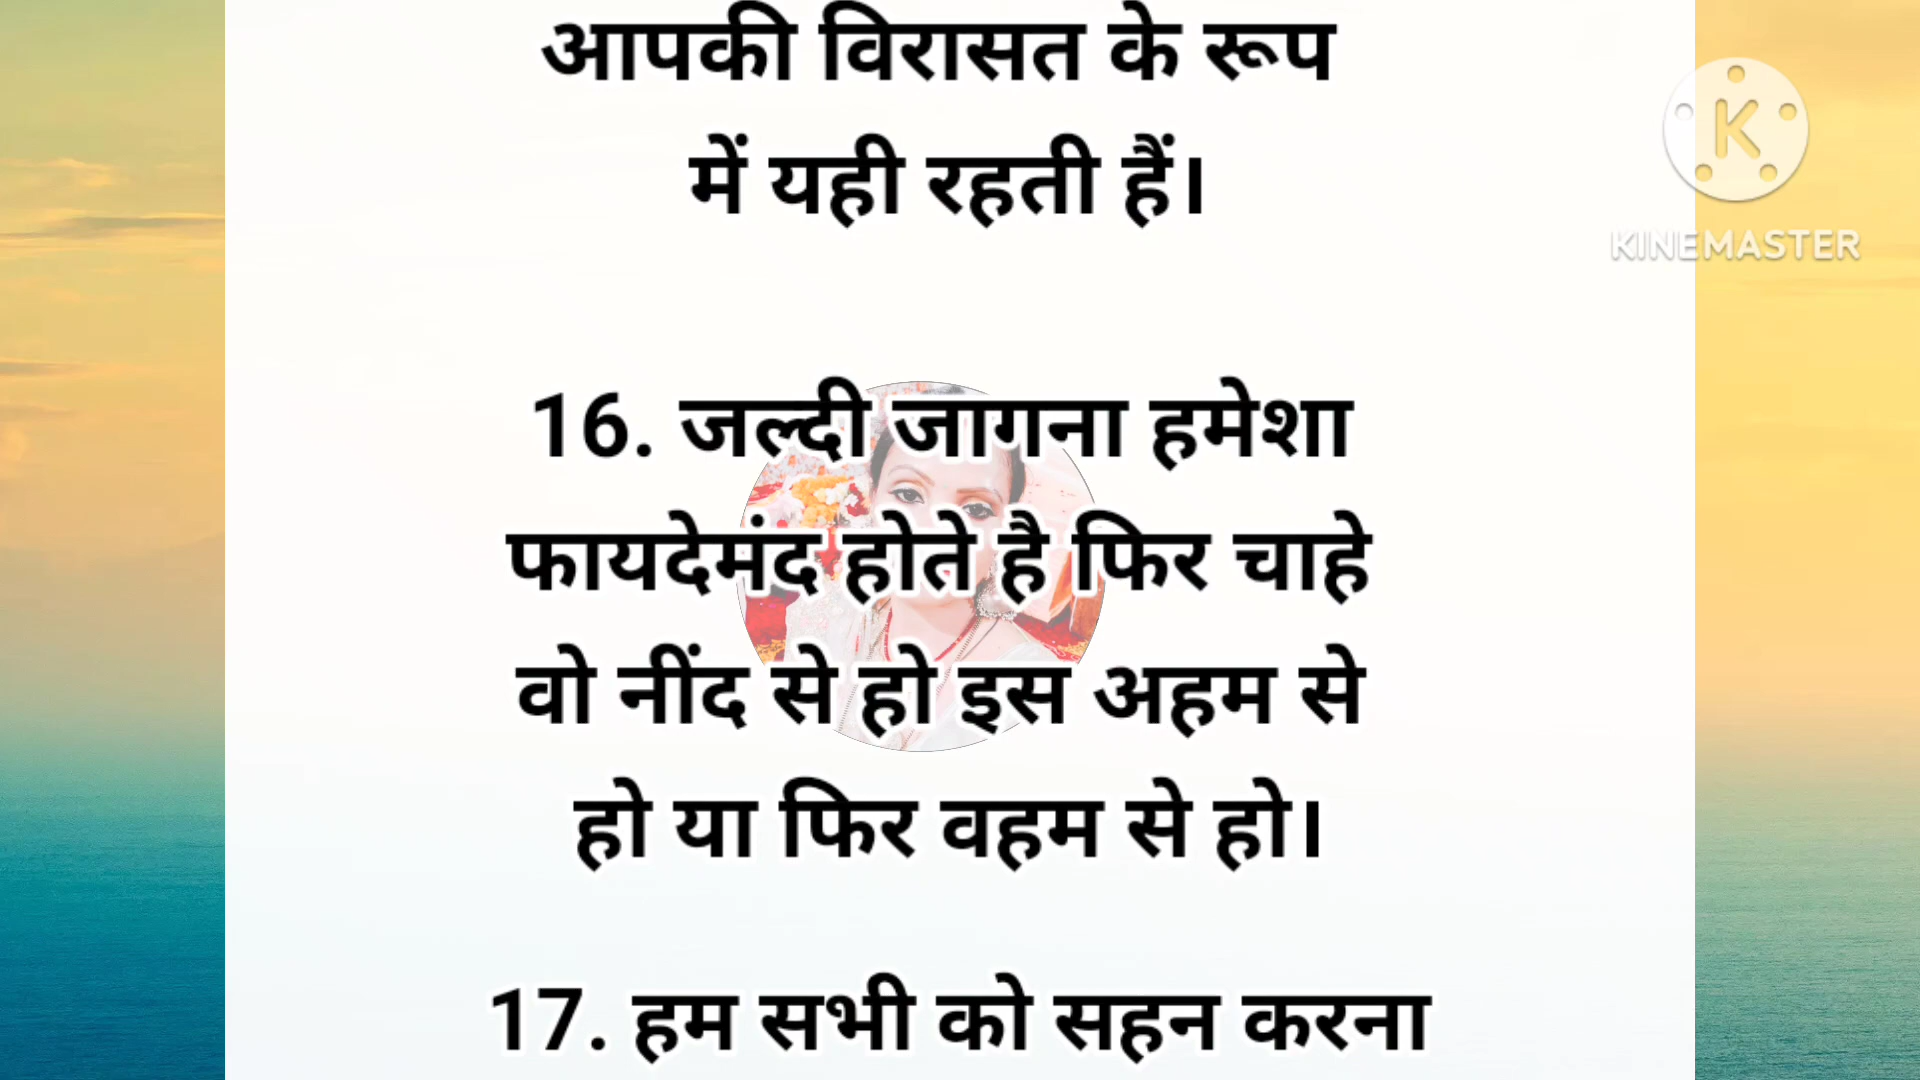 आपकी विरासत के रूप
में यही रहती हैं।
16. जल्दी जागना हमेशा
फायदेमंद होते है फिर चाहे
वो नींद से हो इस अहम से
हो या फिर वहम से हो।
17. हम सभी को सहन करना
K
KINEMASTER